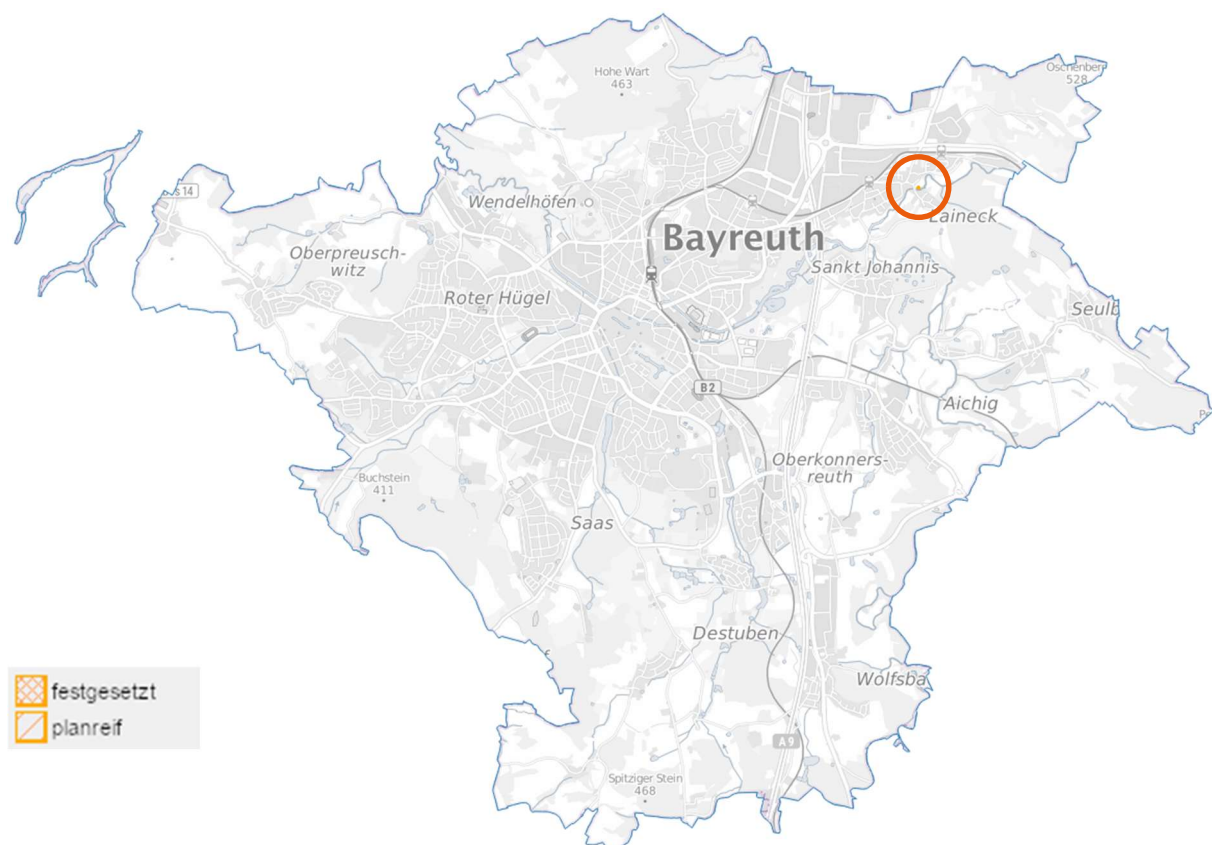 Hohe Wart
463
Oschenber
528
s 14
Wendelhöfen
Laineck
Bayreuth
Oberpreusch-
witz
Sankt Johannis
Roter Hügel
Seulb
B2
Aichig
Oberkonners-
reuth
Buchstein
411
Saas
Destuben
Wolfsba
festgesetzt
planreif
A9
Spitziger Stein
468